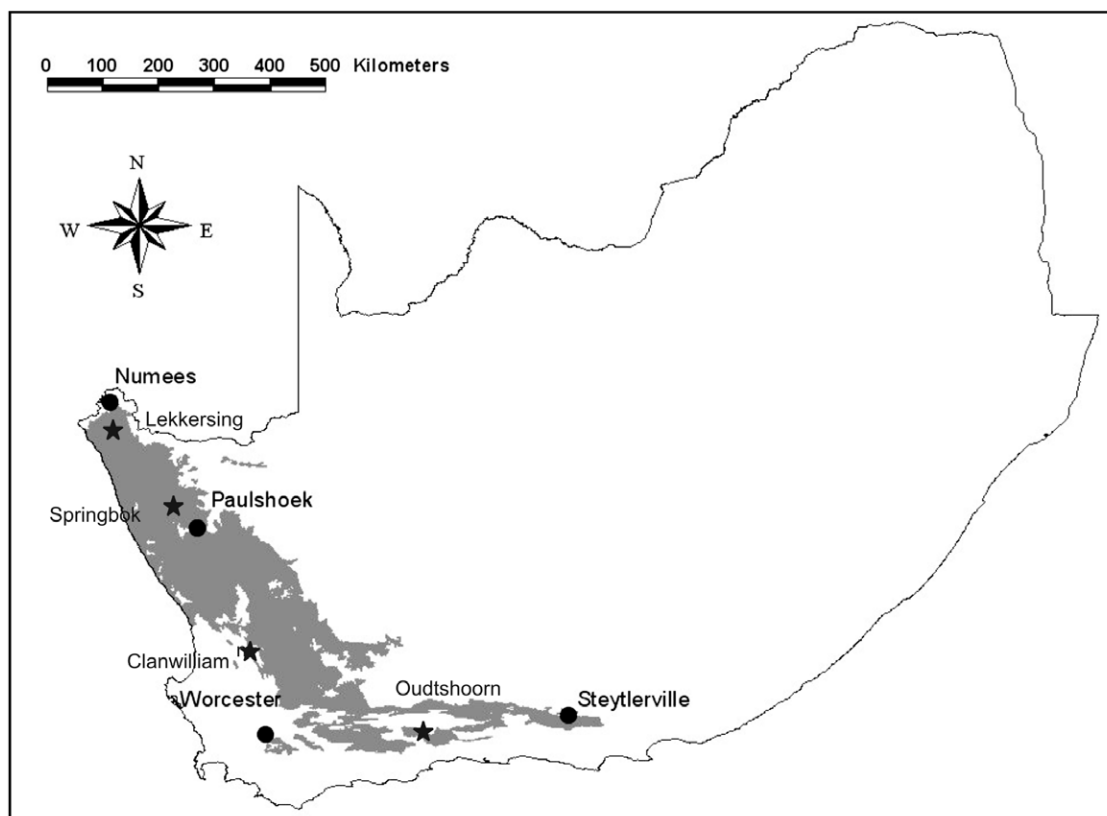 0 100 200 300 400 500 Kilometers
N
W E
S
Numees
Lekkersing
Paulshoek
Springbok
Clanwilliam
Oudtshoorn
Worcester
Steytlerville